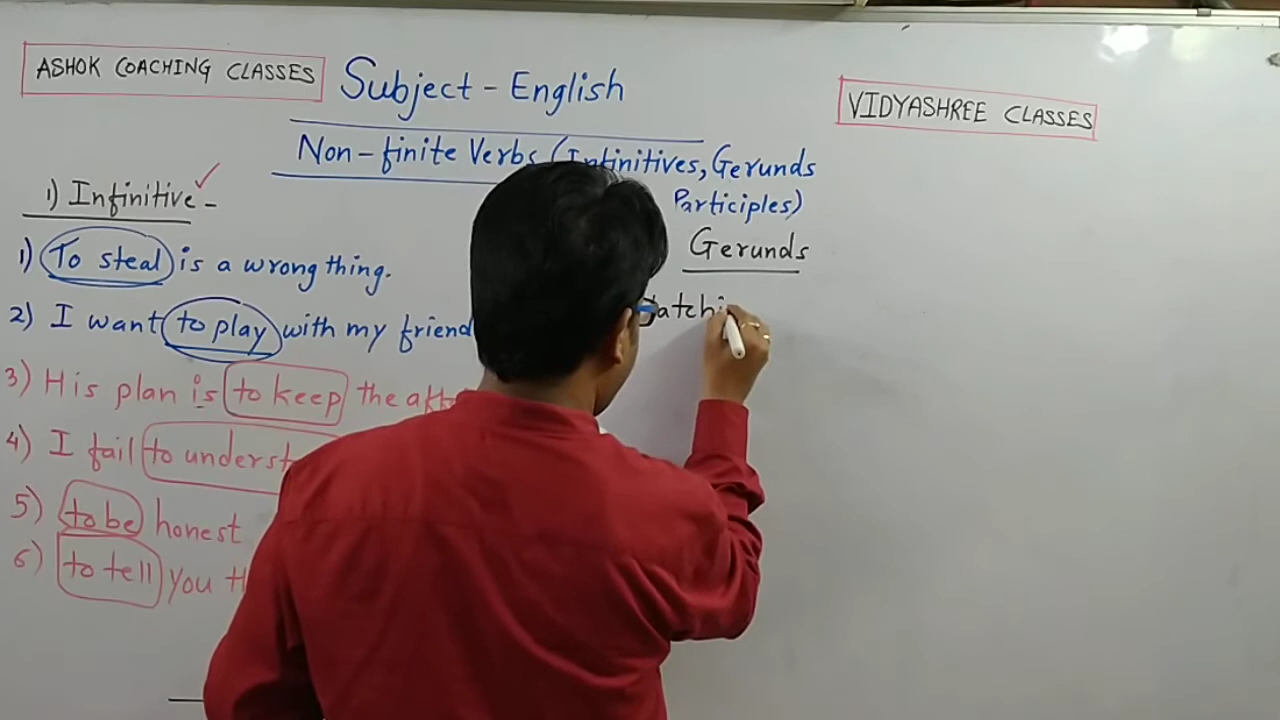 ASHOK COACHING CLASSES
Subject - English
VIDYASHREE CLASSES
Non-finite Verbs (Infinitives, Gerunds
Participles)
1) Infinitive -
1) To steal is a wrong thing.
2) I want to play with my friend
3) His plan is to keep the
4) I fail
5) to be honest
6) to tell you
Gerunds